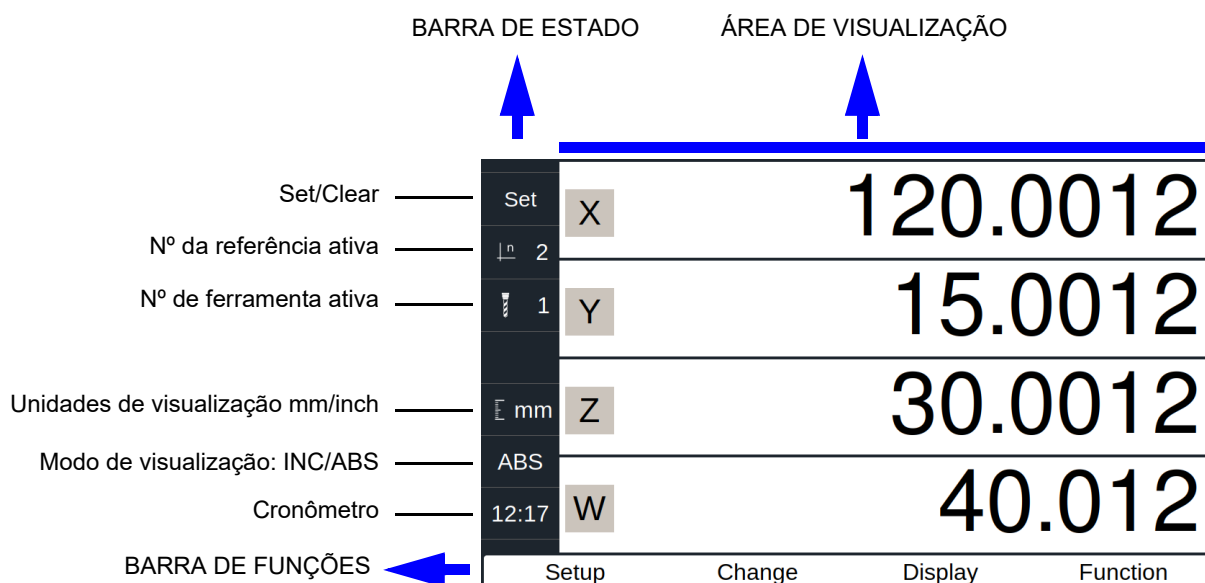 BARRA DE ESTADO ÁREA DE VISUALIZAÇÃO
Set/Clear Set X 120.0012
Nº da referência ativa n 2
Nº de ferramenta ativa 1 Y 15.0012
Unidades de visualização mm/inch mm Z 30.0012
Modo de visualização: INC/ABS ABS
Cronômetro 12:17 W 40.012
BARRA DE FUNÇÕES Setup Change Display Function